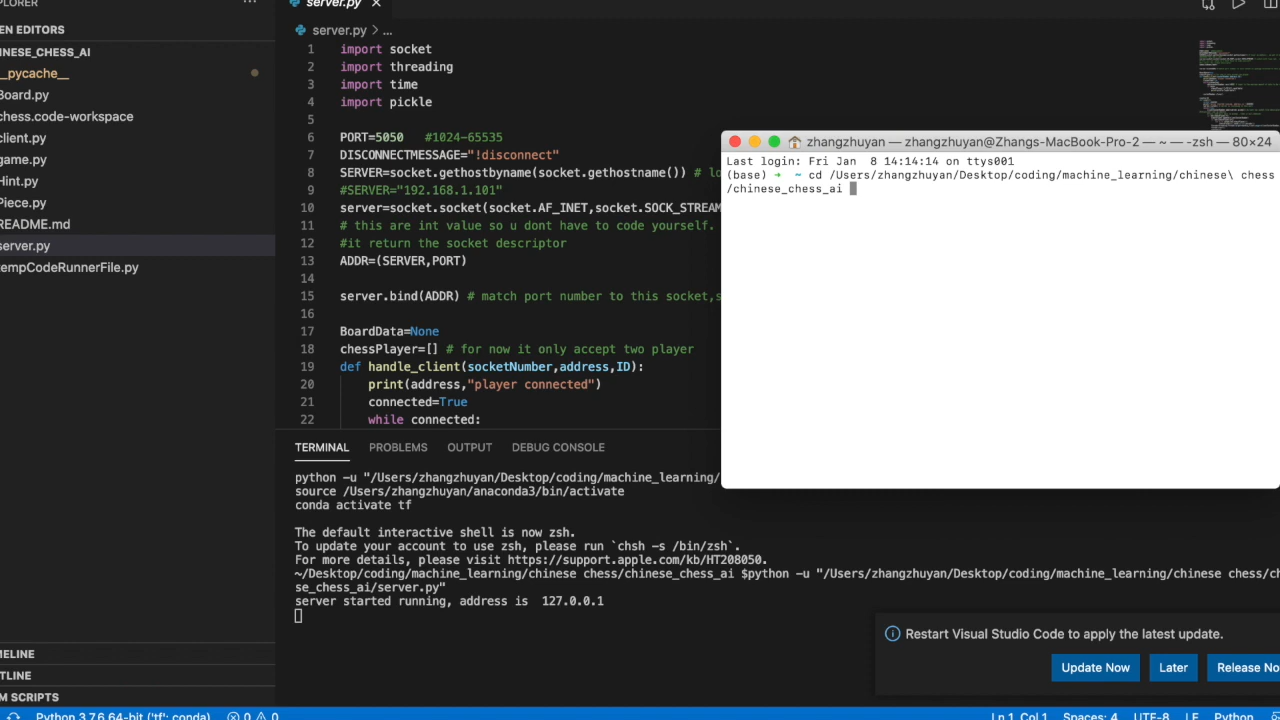 PLORER
...
server.py ×
EN EDITORS
INESE_CHESS_AI
__pycache__
Board.py
chess.code-workspace
client.py
game.py
Hint.py
Piece.py
README.md
server.py
tempCodeRunnerFile.py
MELINE
TLINE
M SCRIPTS
server.py > ...
1 import socket
2 import threading
3 import time
4 import pickle
5
6 PORT=5050 #1024-65535
7 DISCONNECTMESSAGE="!disconnect"
8 SERVER=socket.gethostbyname(socket.gethostname()) # lo
9 #SERVER="192.168.1.101"
10 server=socket.socket(socket.AF_INET,socket.SOCK_STREAM
11 # this are int value so u dont have to code yourself.
12 #it return the socket descriptor
13 ADDR=(SERVER,PORT)
14
15 server.bind(ADDR) # match port number to this socket,s
16
17 BoardData=None
18 chessPlayer=[] # for now it only accept two player
19 def handle_client(socketNumber,address,ID):
20 print(address,"player connected")
21 connected=True
22 while connected:
zhangzhuyan — zhangzhuyan@Zhangs-MacBook-Pro-2 — ~ — -zsh — 80×24
Last login: Fri Jan 8 14:14:14 on ttys001
(base) ➜ ~ cd /Users/zhangzhuyan/Desktop/coding/machine_learning/chinese\ chess
/chinese_chess_ai
TERMINAL PROBLEMS OUTPUT DEBUG CONSOLE
python -u "/Users/zhangzhuyan/Desktop/coding/machine_learning/
source /Users/zhangzhuyan/anaconda3/bin/activate
conda activate tf
The default interactive shell is now zsh.
To update your account to use zsh, please run `chsh -s /bin/zsh`.
For more details, please visit https://support.apple.com/kb/HT208050.
~/Desktop/coding/machine_learning/chinese chess/chinese_chess_ai $python -u "/Users/zhangzhuyan/Desktop/coding/machine_learning/chinese chess/ch
se_chess_ai/server.py"
server started running, address is 127.0.0.1
Restart Visual Studio Code to apply the latest update.
Update Now Later Release No
Python 3.7.6 64-bit ('tf': conda) 0 0 Ln 1, Col 1 Spaces: 4 UTF-8 LF Python